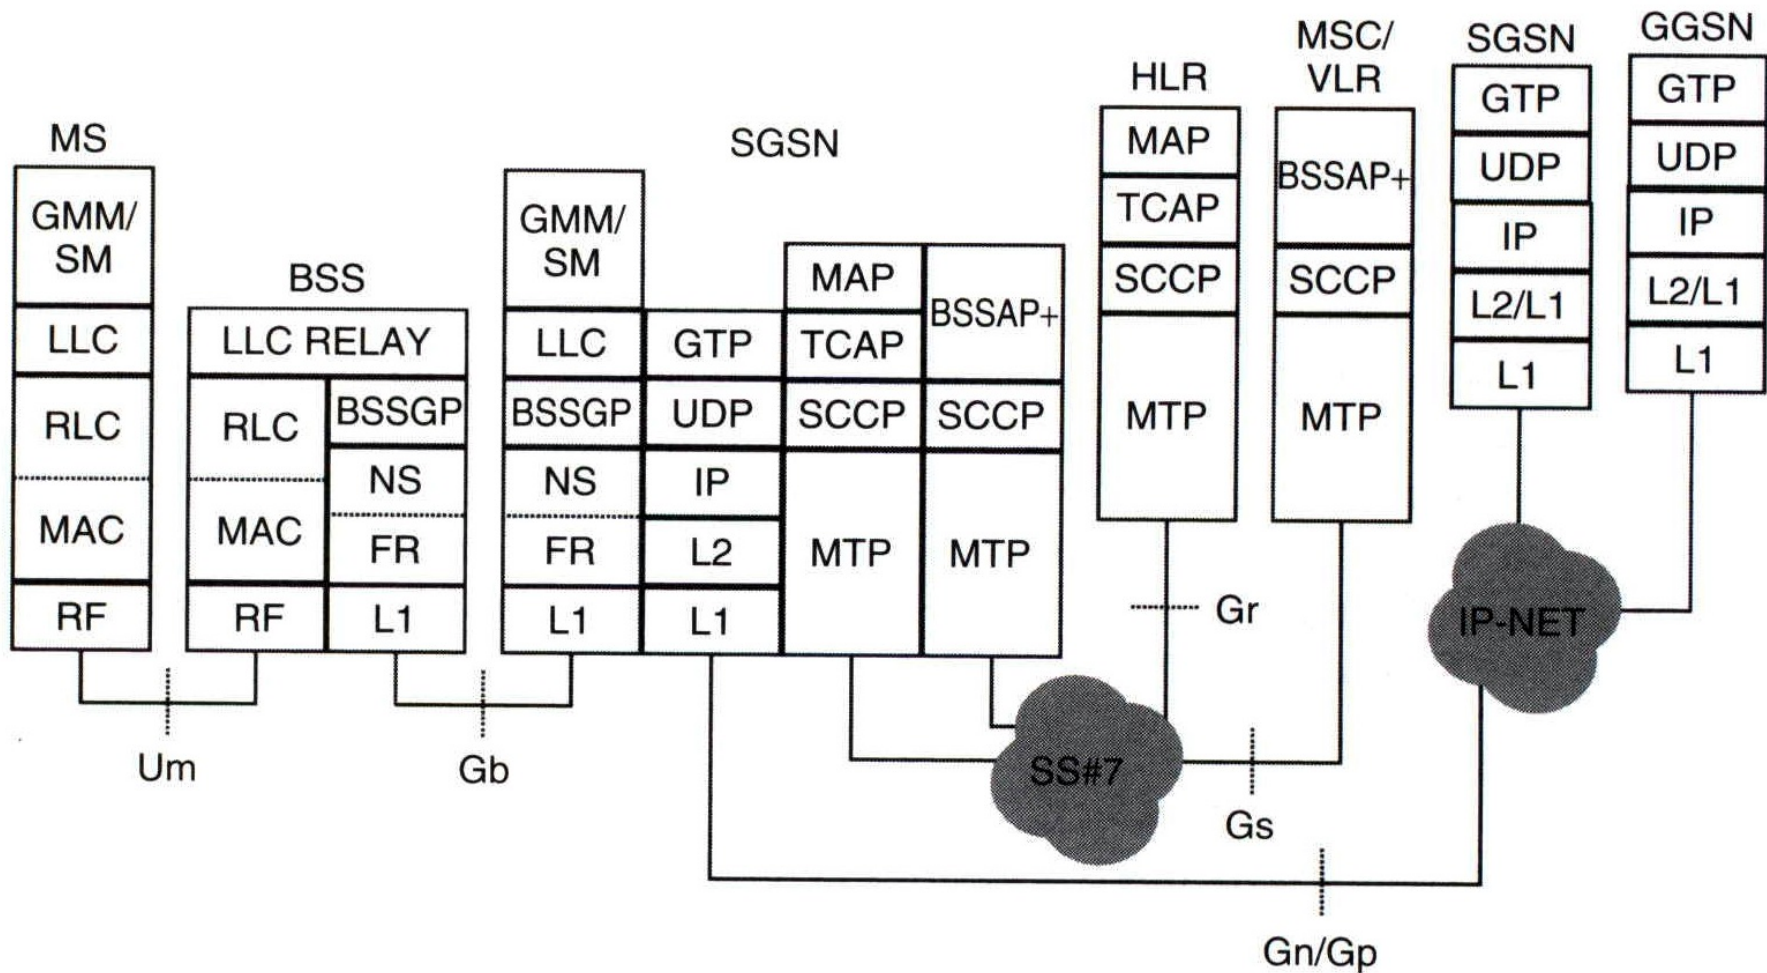 MS
GMM/
SM
LLC
RLC
MAC
RF
BSS
LLC RELAY
RLC
MAC
RF
BSSGP
NS
FR
L1
SGSN
GMM/
SM
LLC
BSSGP
NS
FR
L1
GTP
UDP
IP
L2
L1
MAP
TCAP
SCCP
MTP
BSSAP+
SCCP
MTP
HLR
MAP
TCAP
SCCP
MTP
MSC/
VLR
BSSAP+
SCCP
MTP
SGSN
GTP
UDP
IP
L2/L1
L1
GGSN
GTP
UDP
IP
L2/L1
L1
Um
Gb
SS#7
Gr
Gs
IP-NET
Gn/Gp